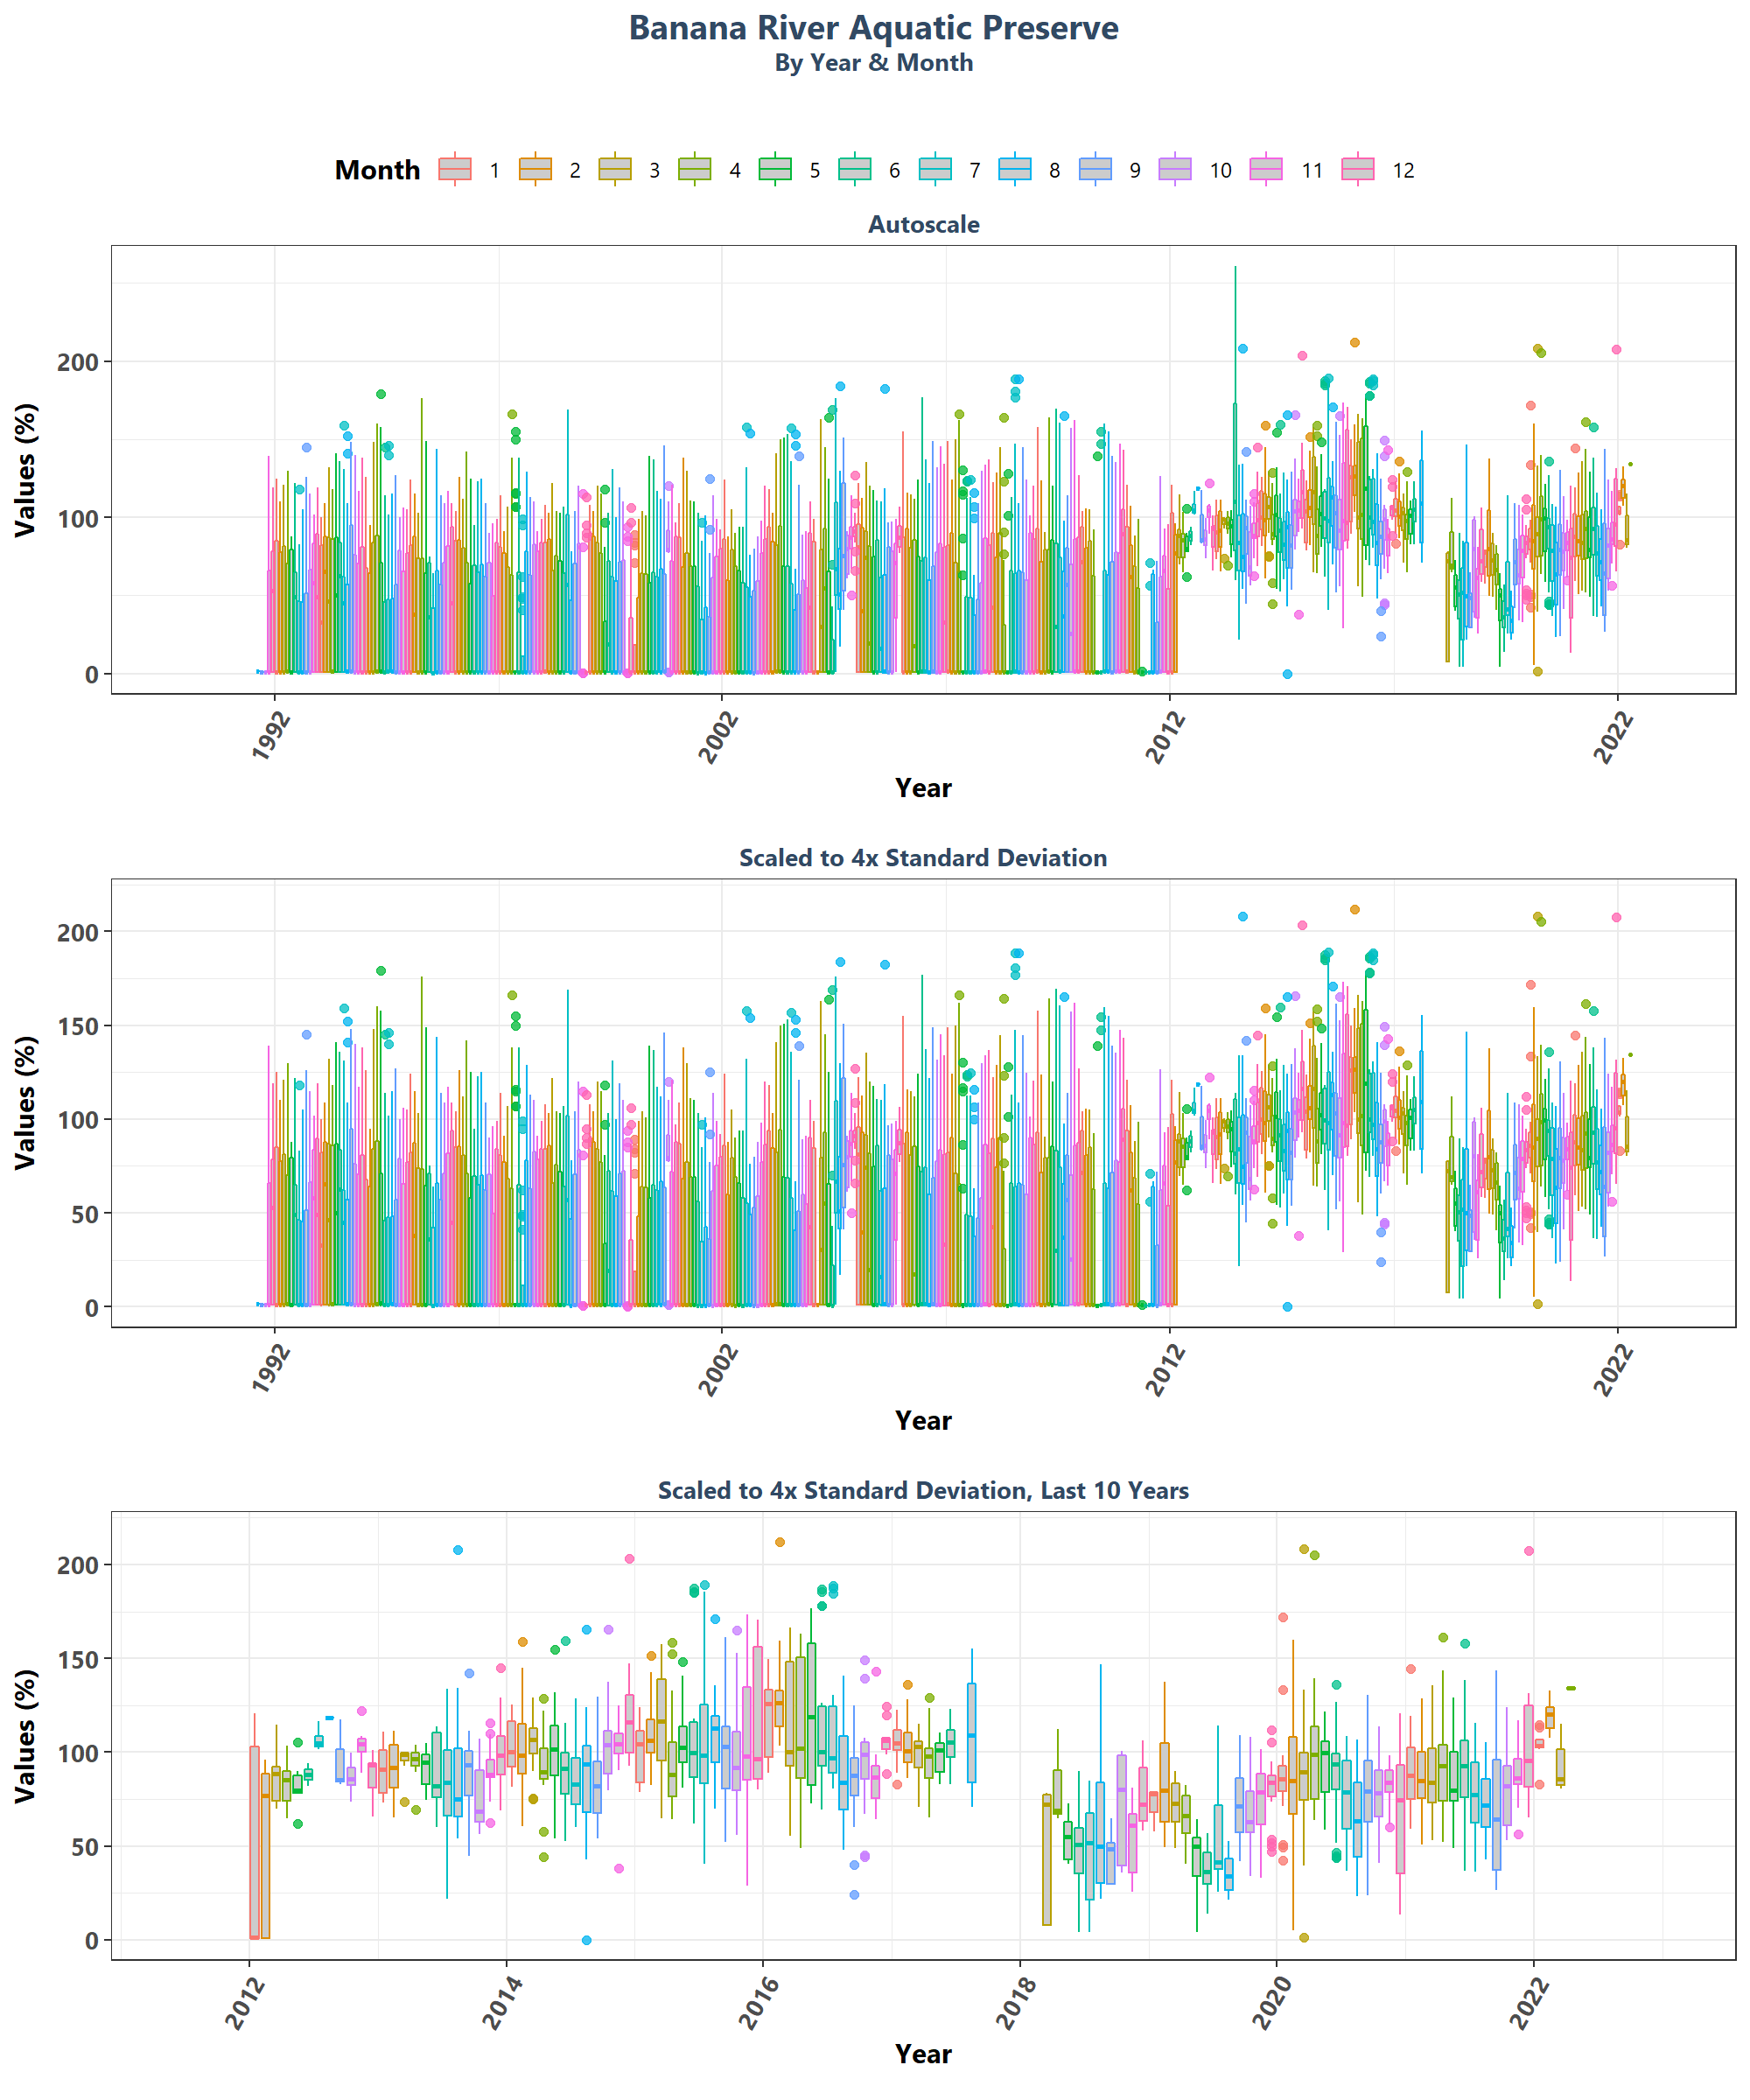 Banana River Aquatic Preserve
By Year & Month
Month 1 2 3 4 5 6 7 8 9 10 11 12
Autoscale
Values (%)
200
100
0
1992 2002 2012 2022
Year
Scaled to 4x Standard Deviation
Values (%)
200
150
100
50
0
1992 2002 2012 2022
Year
Scaled to 4x Standard Deviation, Last 10 Years
Values (%)
200
150
100
50
0
2012 2014 2016 2018 2020 2022
Year